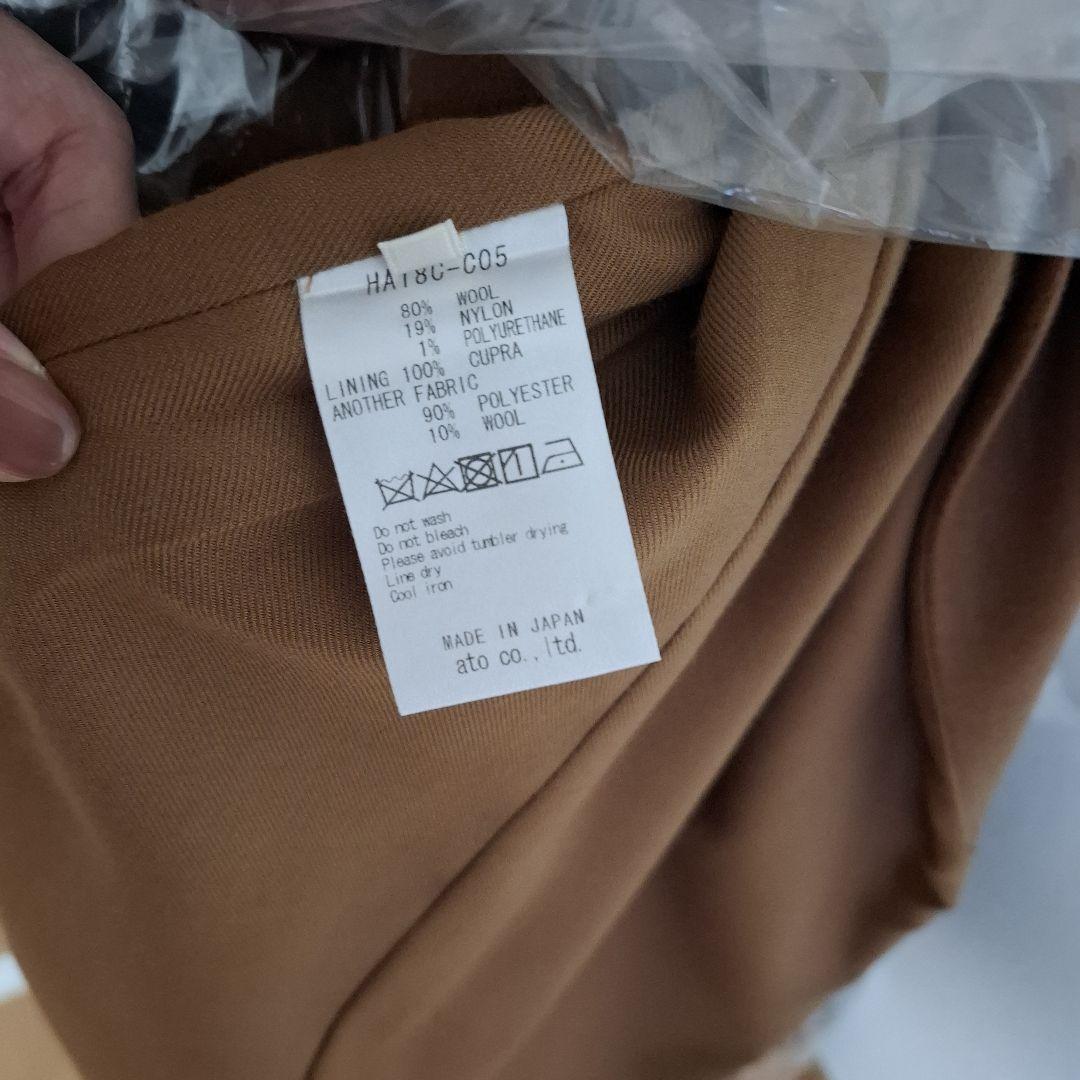 HA18C-C05
80% WOOL
19% NYLON
1% POLYURETHANE
LINING 100% CUPRA
ANOTHER FABRIC
90% POLYESTER
10% WOOL
Do not wash
Do not bleach
Please avoid tumbler drying
Line dry
Cool iron
MADE IN JAPAN
ato co.,ltd.